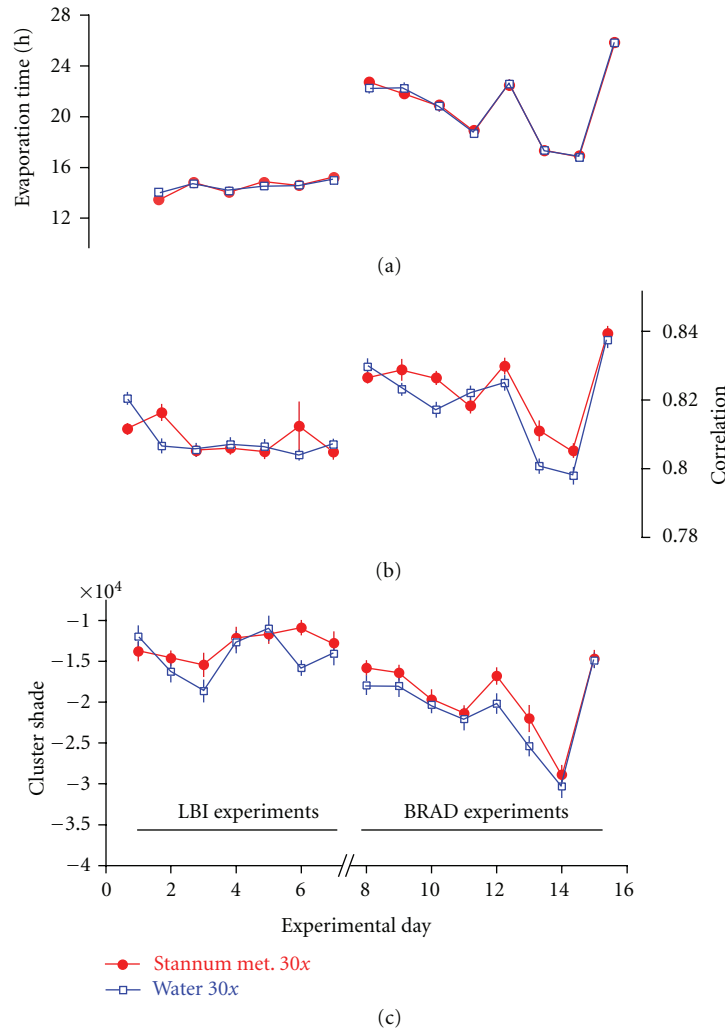 28
24
20
16
12
Evaporation time (h)
(a)
0.84
0.82
0.8
0.78
Correlation
(b)
×10⁴
−1
−1.5
−2
−2.5
−3
−3.5
−4
Cluster shade
LBI experiments
BRAD experiments
0 2 4 6 8 10 12 14 16
Experimental day
Stannum met. 30x
Water 30x
(c)